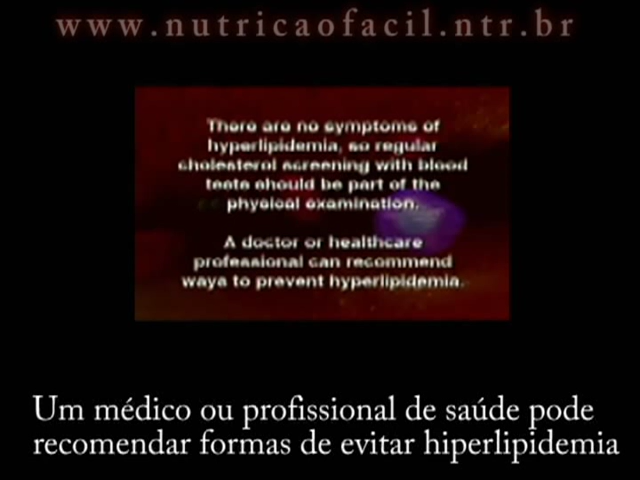 www.nutricaofacil.ntr.br
There are no symptoms of
hyperlipidemia, so regular
cholesterol screening with blood
tests should be part of the
physical examination.
A doctor or healthcare
professional can recommend
ways to prevent hyperlipidemia.
Um médico ou profissional de saúde pode
recomendar formas de evitar hiperlipidemia